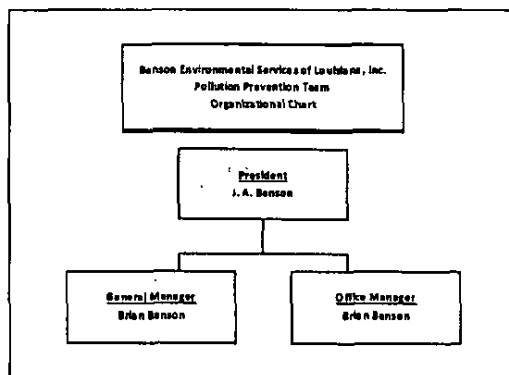 Benson Environmental Services of Louisiana, Inc.
Pollution Prevention Team
Organizational Chart
President
J. A. Benson
General Manager
Brian Benson
Office Manager
Brian Benson